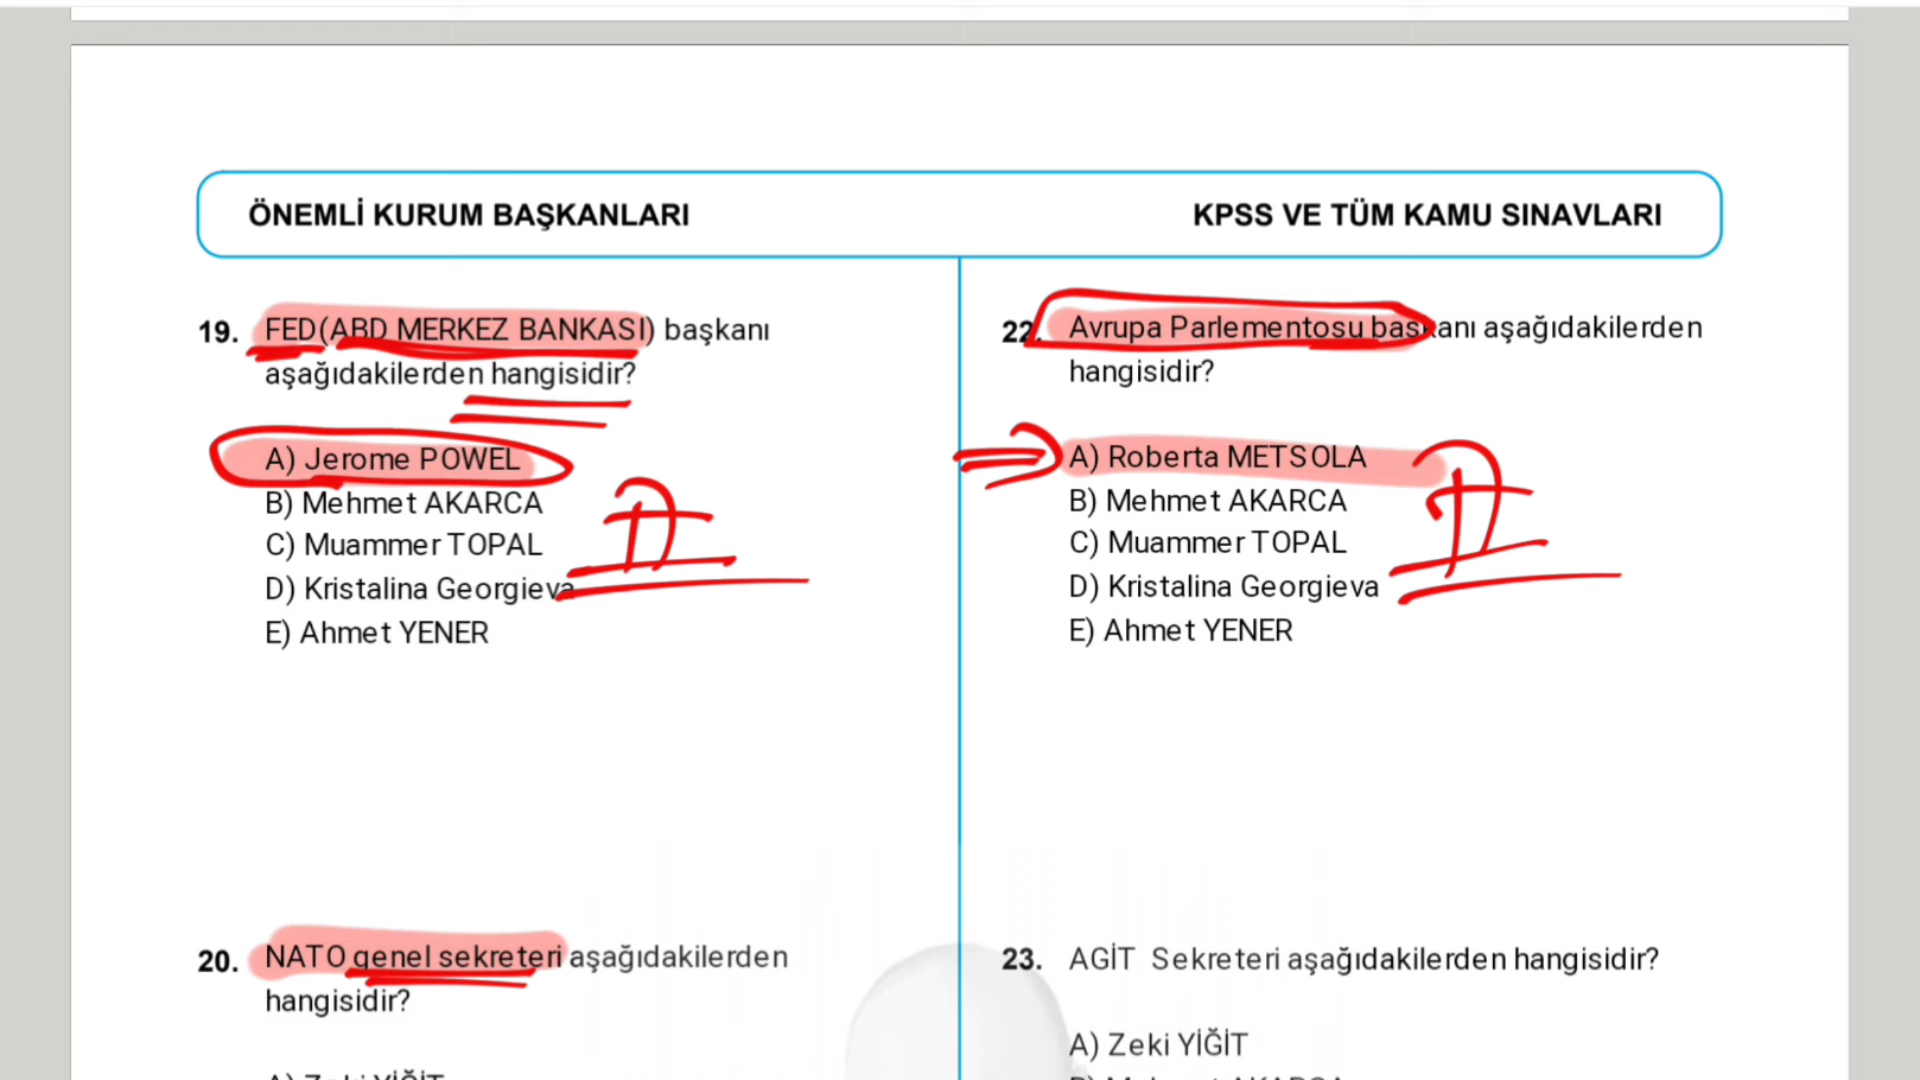 ÖNEMLİ KURUM BAŞKANLARI
KPSS VE TÜM KAMU SINAVLARI
19. FED(ABD MERKEZ BANKASI) başkanı
aşağıdakilerden hangisidir?
A) Jerome POWEL
B) Mehmet AKARCA
C) Muammer TOPAL
D) Kristalina Georgieva
E) Ahmet YENER
20. NATO genel sekreteri aşağıdakilerden
hangisidir?
22. Avrupa Parlementosu başkanı aşağıdakilerden
hangisidir?
A) Roberta METSOLA
B) Mehmet AKARCA
C) Muammer TOPAL
D) Kristalina Georgieva
E) Ahmet YENER
23. AGİT Sekreteri aşağıdakilerden hangisidir?
A) Zeki YİĞİT